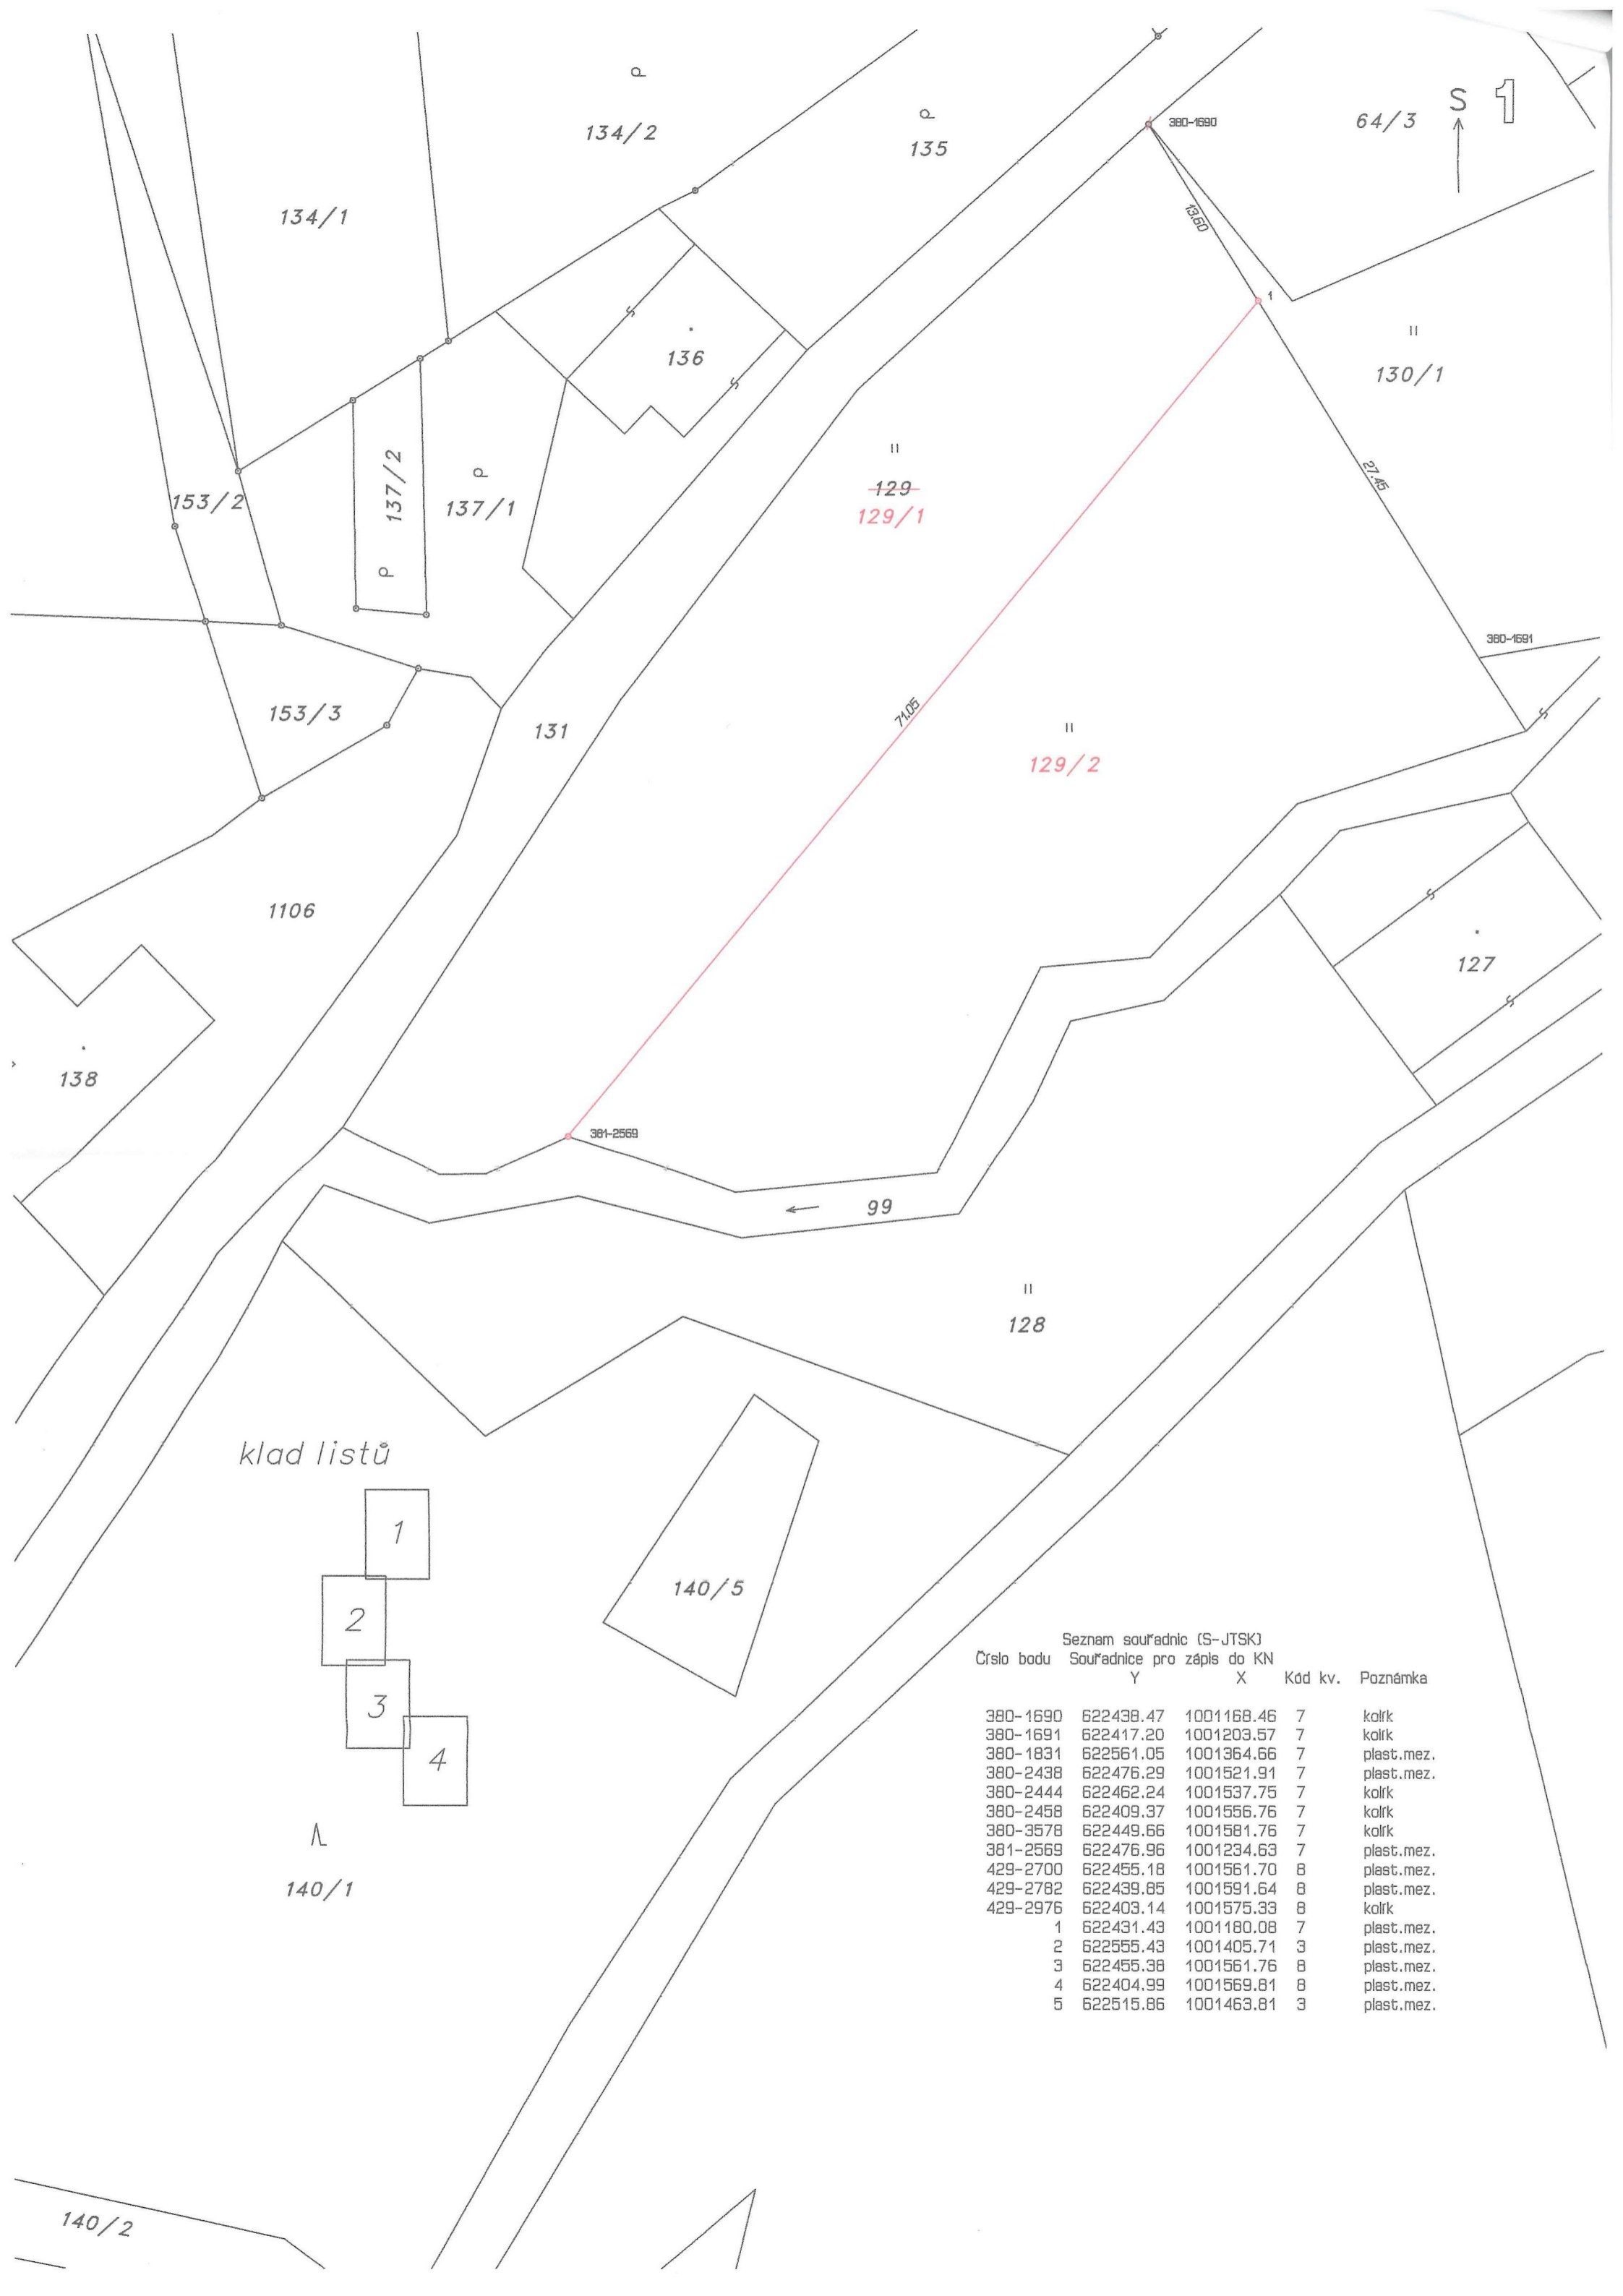 S 1
64/3
380-1690
134/2
135
134/1
13.60
1
136
130/1
129
129/1
27.45
153/2
137/2
137/1
380-1691
153/3
131
71.05
129/2
1106
127
138
381-2569
99
128
klad listů
1
2
3
4
140/5
140/1
140/2
Seznam souřadnic (S-JTSK)
Číslo bodu Souřadnice pro zápis do KN
Y X Kód kv. Poznámka
380-1690 622438.47 1001168.46 7 kolík
380-1691 622417.20 1001203.57 7 kolík
380-1831 622561.05 1001364.66 7 plast.mez.
380-2438 622476.29 1001521.91 7 plast.mez.
380-2444 622462.24 1001537.75 7 kolík
380-2458 622409.37 1001556.76 7 kolík
380-3578 622449.66 1001581.76 7 kolík
381-2569 622476.96 1001234.63 7 plast.mez.
429-2700 622455.18 1001561.70 8 plast.mez.
429-2782 622439.85 1001591.64 8 plast.mez.
429-2976 622403.14 1001575.33 8 kolík
1 622431.43 1001180.08 7 plast.mez.
2 622555.43 1001405.71 3 plast.mez.
3 622455.38 1001561.76 8 plast.mez.
4 622404.99 1001569.81 8 plast.mez.
5 622515.86 1001463.81 3 plast.mez.